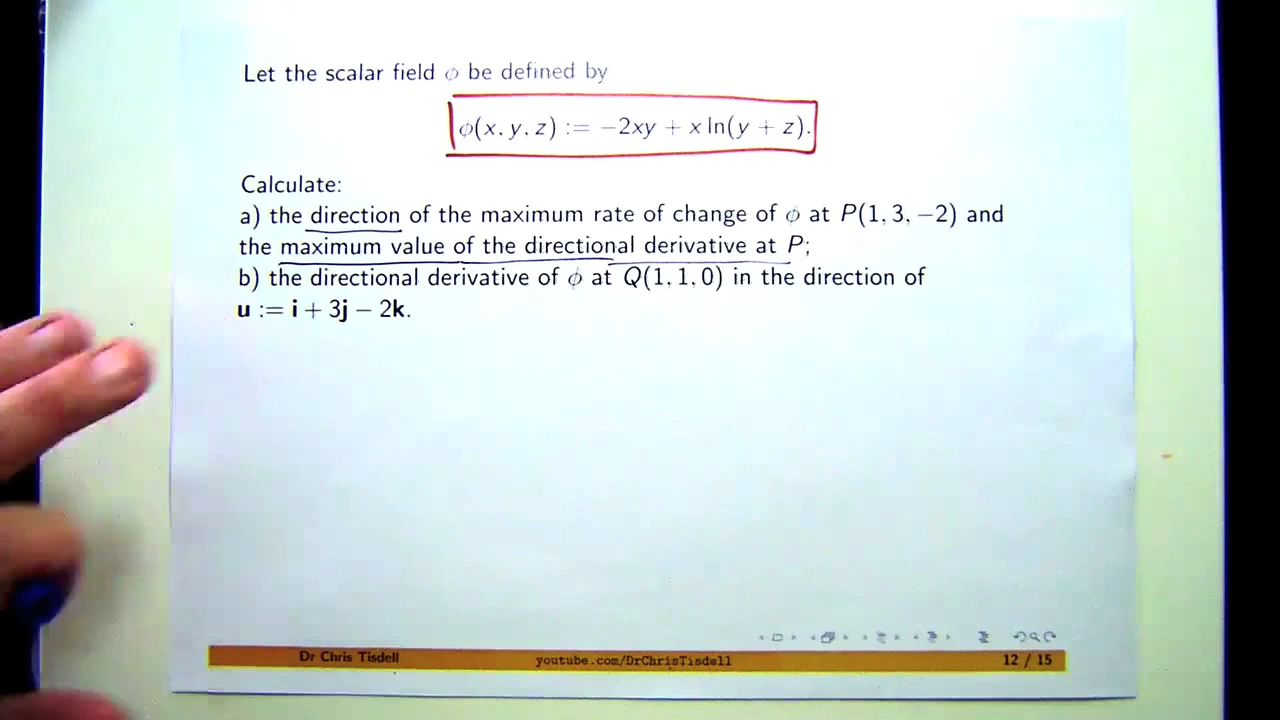 Let the scalar field ϕ be defined by
ϕ(x, y, z) := −2xy + x ln(y + z).
Calculate:
a) the direction of the maximum rate of change of ϕ at P(1, 3, −2) and
the maximum value of the directional derivative at P;
b) the directional derivative of ϕ at Q(1, 1, 0) in the direction of
u := i + 3j − 2k.
Dr Chris Tisdell youtube.com/DrChrisTisdell 12 / 15